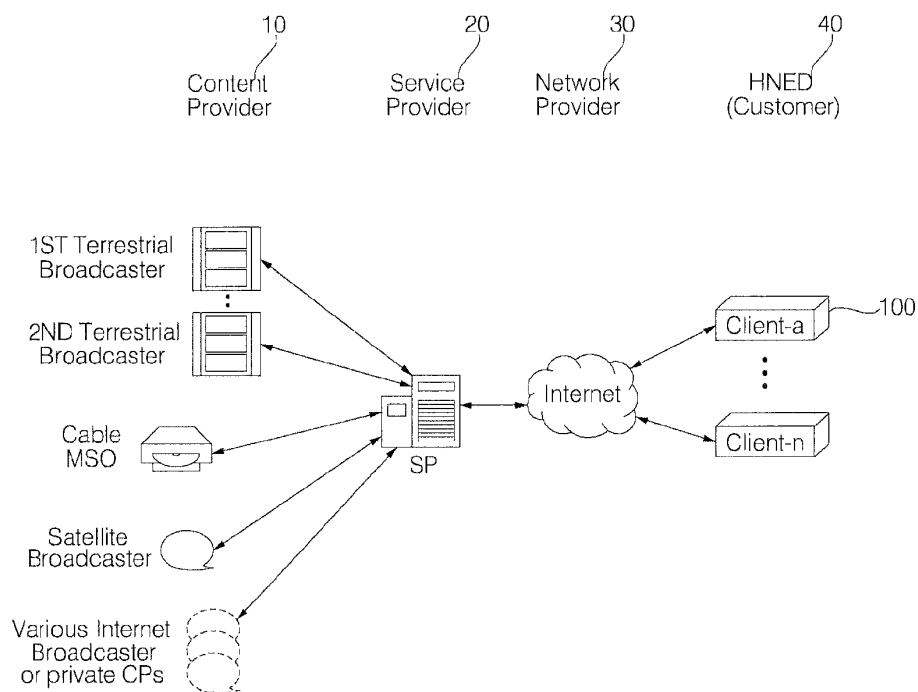 10
20
30
40
Content
Provider
Service
Provider
Network
Provider
HNED
(Customer)
1ST Terrestrial
Broadcaster
2ND Terrestrial
Broadcaster
Cable
MSO
Satellite
Broadcaster
Various Internet
Broadcaster
or private CPs
SP
Internet
Client-a
100
Client-n